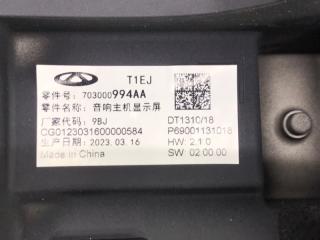 T1EJ
零件号: 703000994AA
零件名称: 音响主机显示屏
厂家代码: 9BJ
DT1310/18
CG0123031600000584
P69001131018
生产日期: 2023.03.16
HW: 2.1.0
Made in China
SW: 02.00.00